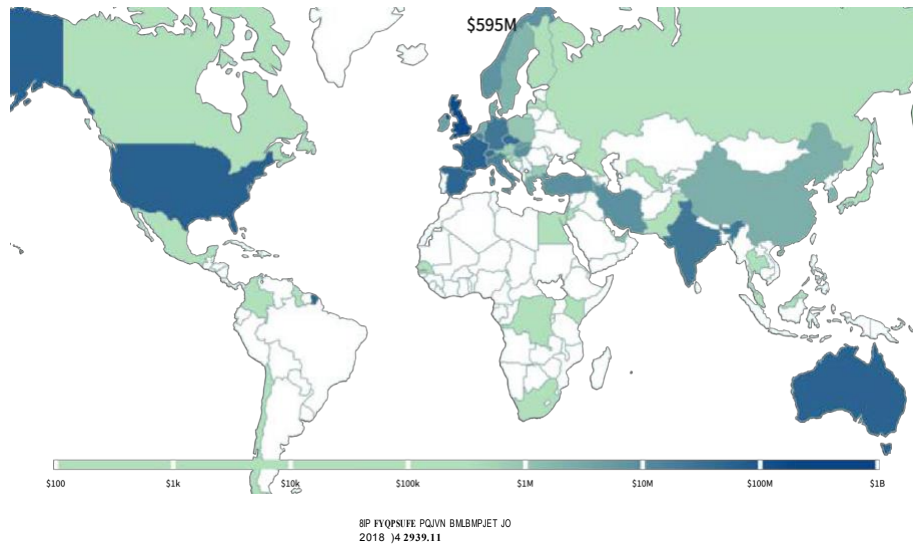 $595M
$100 $1k $10k $100k $1M $10M $100M $1B
8IP FYQPSUFE PQJVN BMLBMPJET JO
2018 )4 2939.11